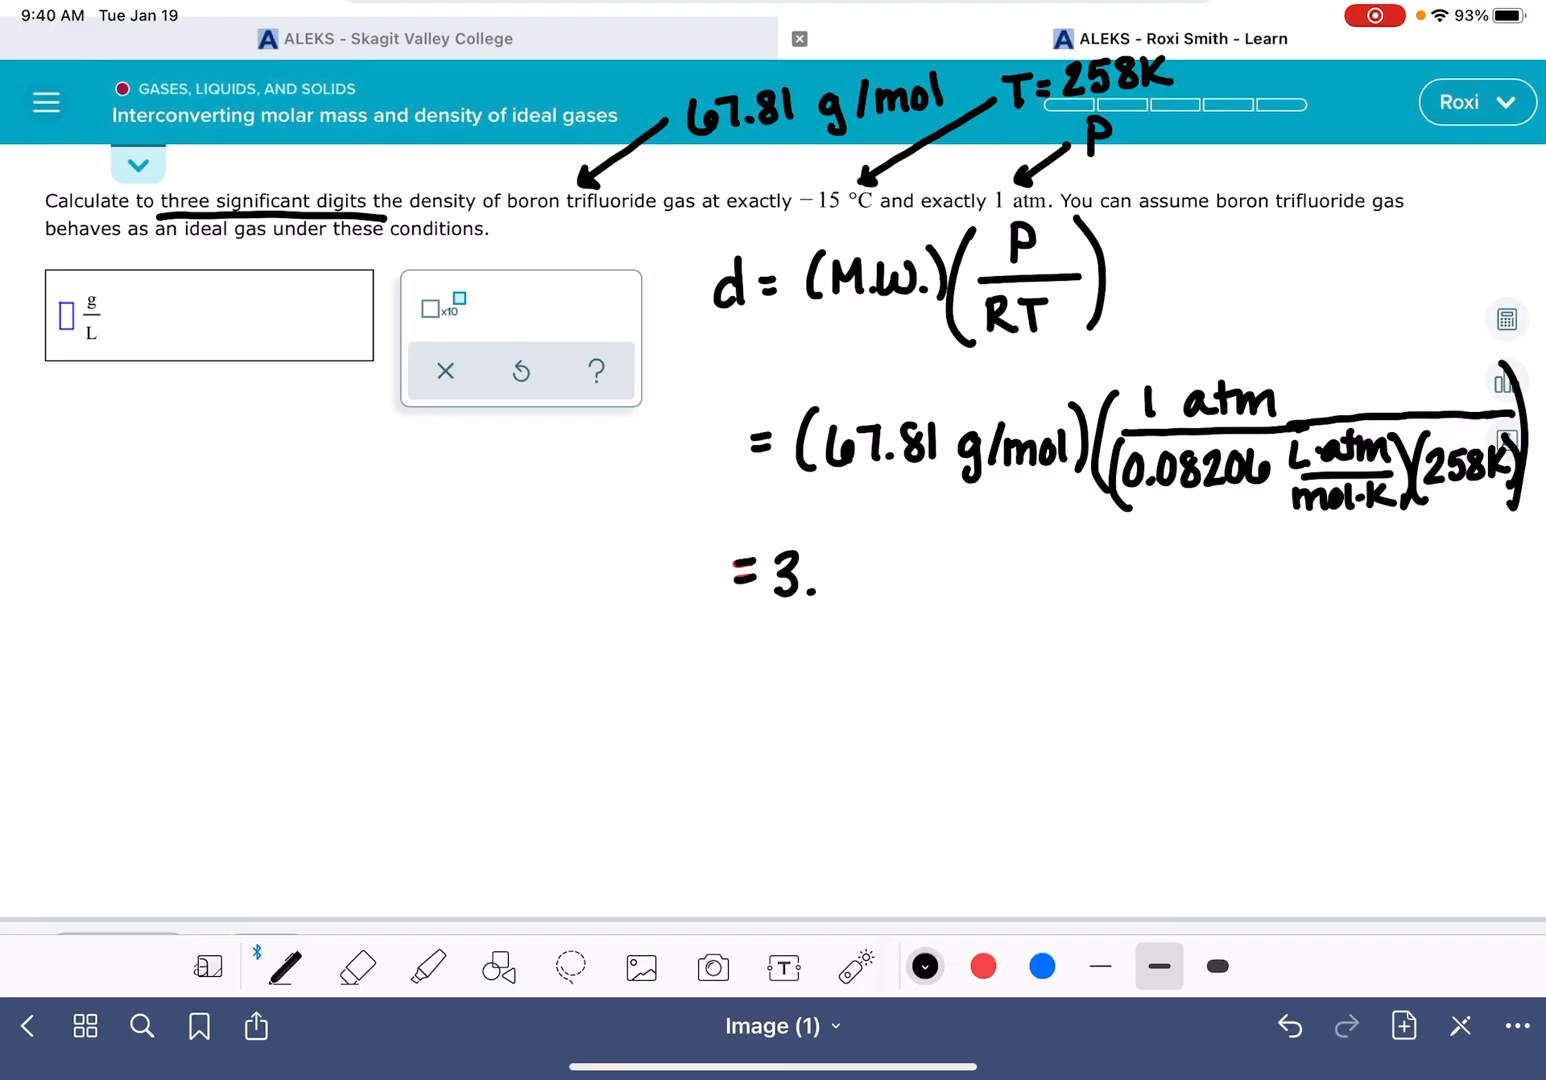 9:40 AM Tue Jan 19
93%
A ALEKS - Skagit Valley College
A ALEKS - Roxi Smith - Learn
GASES, LIQUIDS, AND SOLIDS
Interconverting molar mass and density of ideal gases
Roxi
67.81 g/mol
T = 258K
P
Calculate to three significant digits the density of boron trifluoride gas at exactly −15 °C and exactly 1 atm. You can assume boron trifluoride gas
behaves as an ideal gas under these conditions.
g/L
x10
?
d = (M.W.)(P/RT)
= (67.81 g/mol)(1 atm/(0.08206 L·atm/mol·K)(258K))
= 3.
T
Image (1)